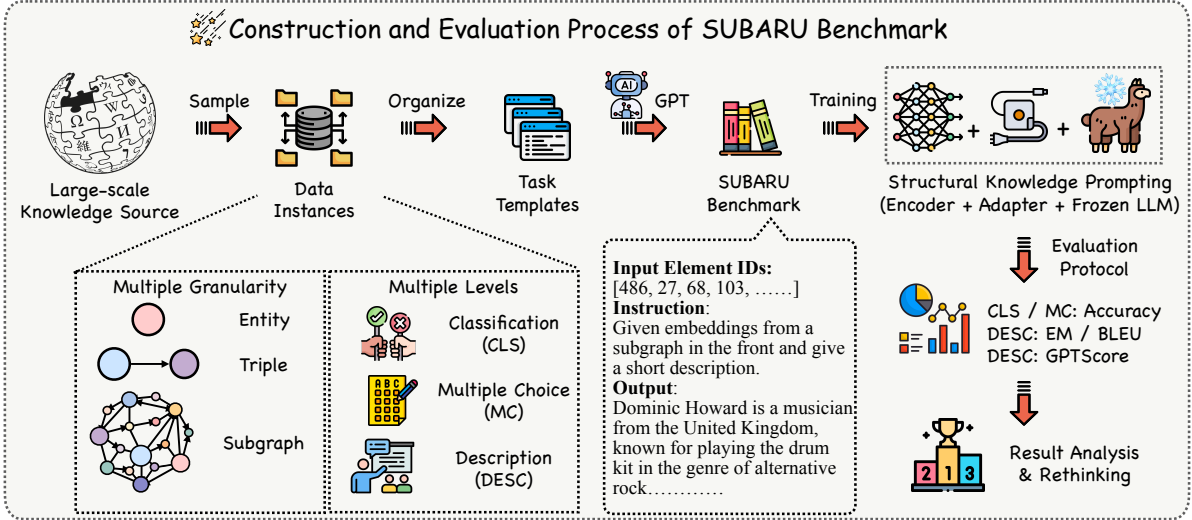 Construction and Evaluation Process of SUBARU Benchmark
Sample
Organize
AI
GPT
Training
Large-scale
Knowledge Source
Data
Instances
Task
Templates
SUBARU
Benchmark
Structural Knowledge Prompting
(Encoder + Adapter + Frozen LLM)
+
+
Multiple Granularity
Entity
Triple
Subgraph
Multiple Levels
Classification
(CLS)
A B C
Multiple Choice
(MC)
Description
(DESC)
Input Element IDs:
[486, 27, 68, 103, ……]
Instruction:
Given embeddings from a
subgraph in the front and give
a short description.
Output:
Dominic Howard is a musician
from the United Kingdom,
known for playing the drum
kit in the genre of alternative
rock…………
Evaluation
Protocol
CLS / MC: Accuracy
DESC: EM / BLEU
DESC: GPTScore
2 1 3
Result Analysis
& Rethinking